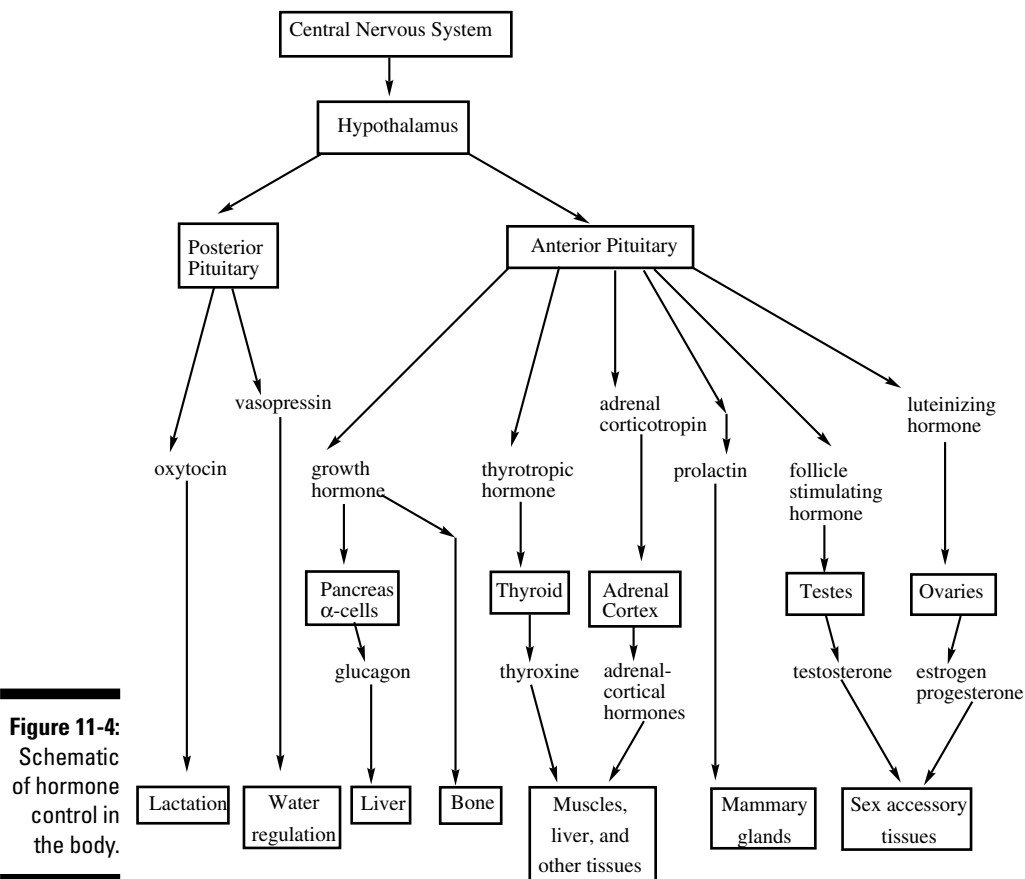 Central Nervous System
Hypothalamus
Posterior
Pituitary
Anterior Pituitary
vasopressin
adrenal
corticotropin
luteinizing
hormone
oxytocin
growth
hormone
thyrotropic
hormone
prolactin
follicle
stimulating
hormone
Pancreas
α-cells
Thyroid
Adrenal
Cortex
Testes
Ovaries
glucagon
thyroxine
adrenal-
cortical
hormones
testosterone
estrogen
progesterone
Figure 11-4:
Schematic
of hormone
control in
the body.
Lactation
Water
regulation
Liver
Bone
Muscles,
liver, and
other tissues
Mammary
glands
Sex accessory
tissues